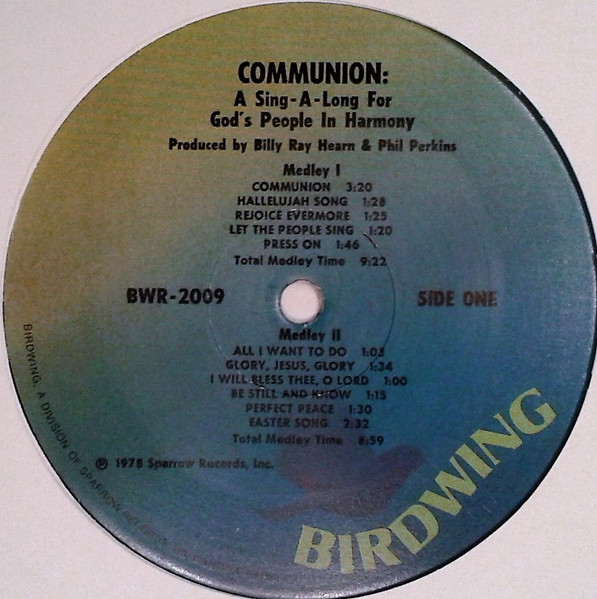 COMMUNION:
A Sing-A-Long For
God's People In Harmony
Produced by Billy Ray Hearn & Phil Perkins
Medley I
COMMUNION 3:20
HALLELUJAH SONG 1:28
REJOICE EVERMORE 1:25
LET THE PEOPLE SING 1:20
PRESS ON 1:46
Total Medley Time 9:22
BWR-2009
SIDE ONE
Medley II
ALL I WANT TO DO 1:03
GLORY, JESUS, GLORY 1:34
I WILL BLESS THEE, O LORD 1:00
BE STILL AND KNOW 1:15
PERFECT PEACE 1:30
EASTER SONG 2:32
Total Medley Time 8:59
℗ 1978 Sparrow Records, Inc.
BIRDWING, A DIVISION OF SPARROW
BIRDWING